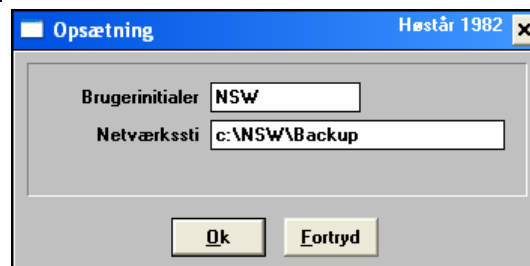 Opsætning Høstår 1982
Brugerinitialer NSW
Netværkssti c:\NSW\Backup
Ok Fortryd